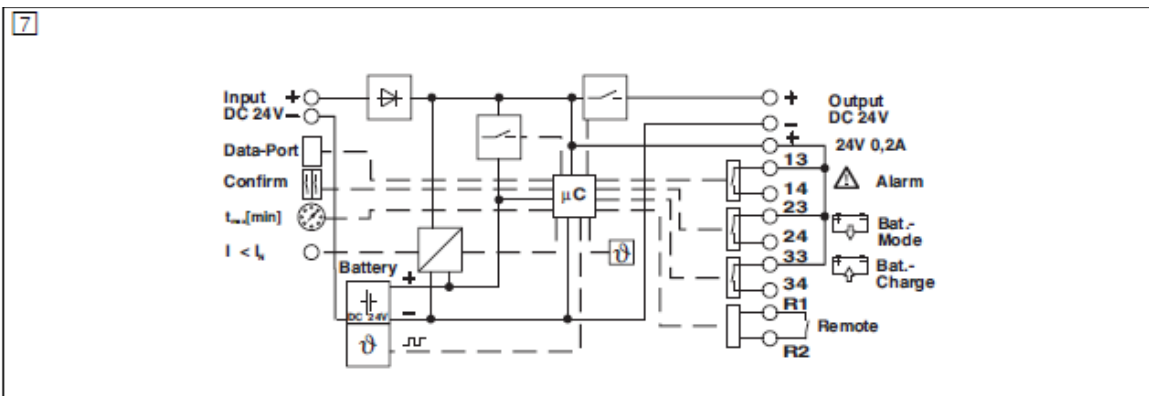 7
Input +
DC 24V −
Data-Port
Confirm
[min]
I < I
Battery
+
−
DC 24V
ϑ
μC
ϑ
+
−
+
Output
DC 24V
24V 0,2A
13
14
Alarm
23
24
Bat.-
Mode
33
34
Bat.-
Charge
R1
R2
Remote